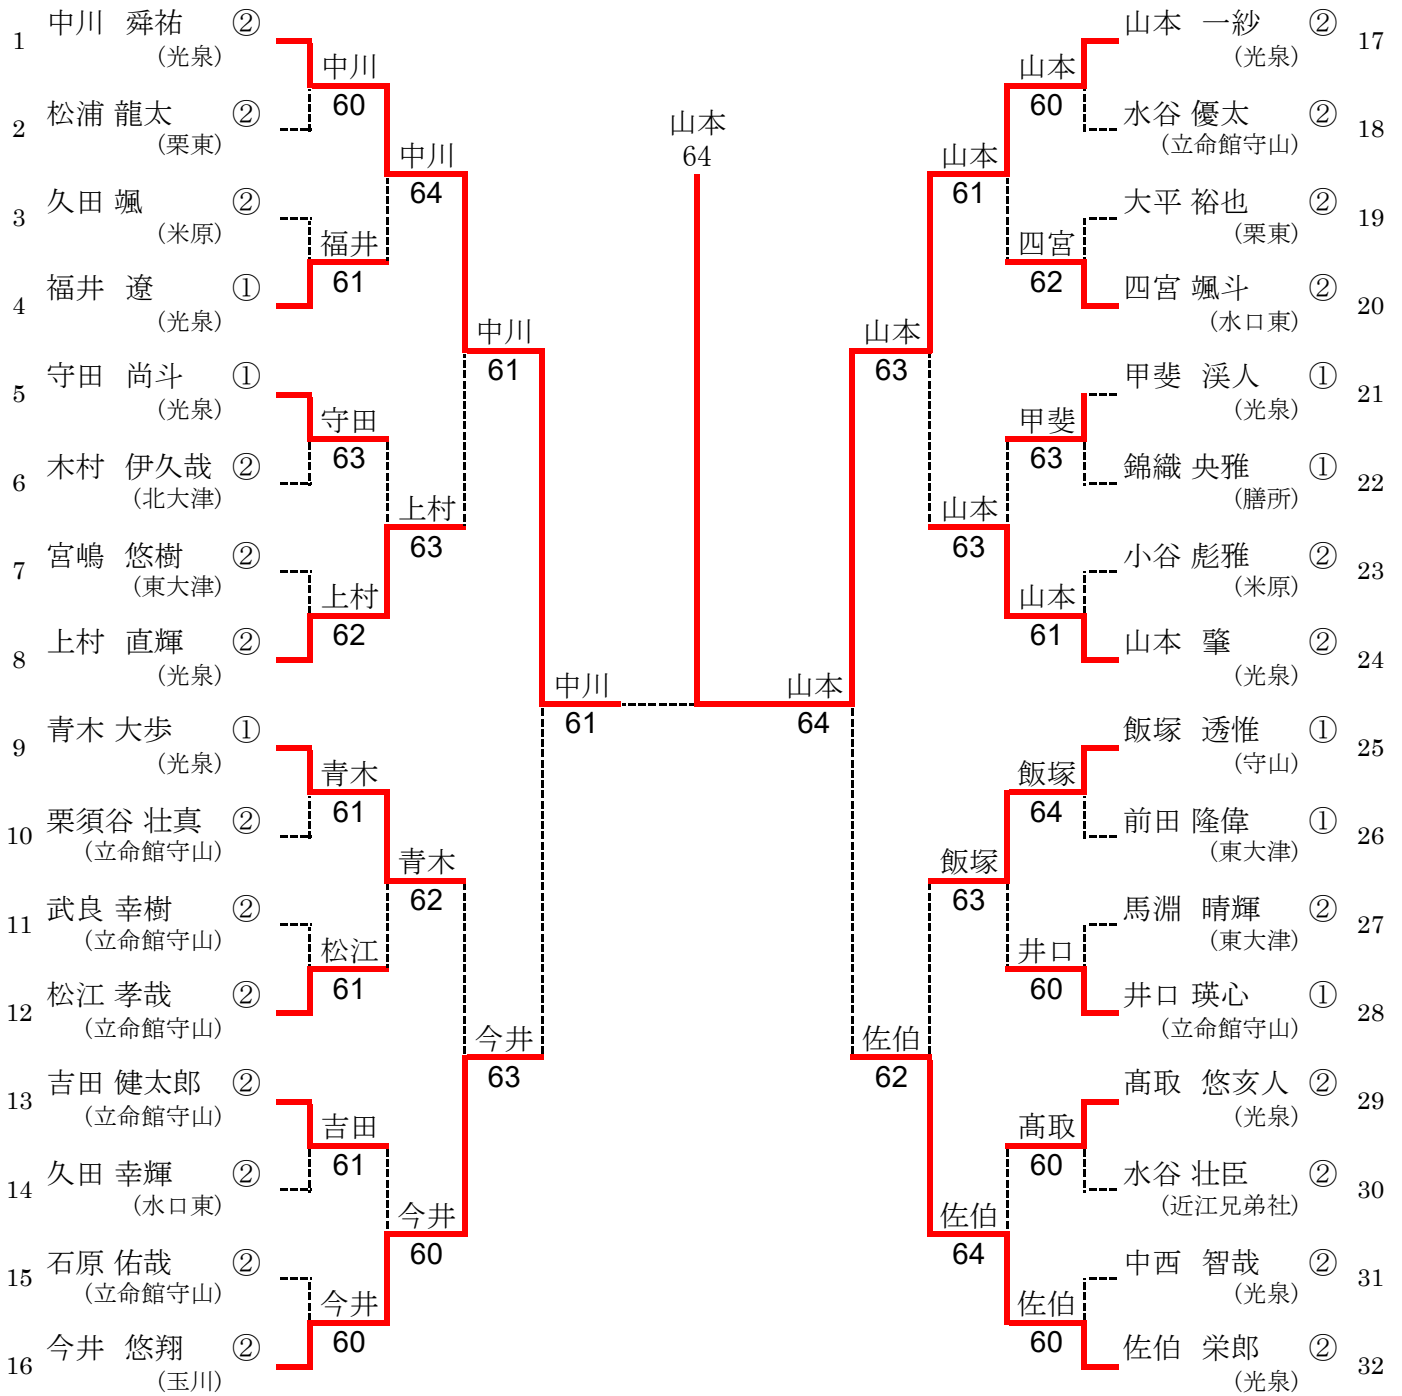 1 中川 舜祐 ②
(光泉)
2 松浦 龍太 ②
(栗東)
3 久田 颯 ②
(米原)
4 福井 遼 ①
(光泉)
5 守田 尚斗 ①
(光泉)
6 木村 伊久哉 ②
(北大津)
7 宮嶋 悠樹 ②
(東大津)
8 上村 直輝 ②
(光泉)
9 青木 大歩 ①
(光泉)
10 栗須谷 壮真 ②
(立命館守山)
11 武良 幸樹 ②
(立命館守山)
12 松江 孝哉 ②
(立命館守山)
13 吉田 健太郎 ②
(立命館守山)
14 久田 幸輝 ②
(水口東)
15 石原 佑哉 ②
(立命館守山)
16 今井 悠翔 ②
(玉川)
中川
60
福井
61
守田
63
上村
62
青木
61
松江
61
吉田
61
今井
60
中川
64
上村
63
青木
62
今井
60
中川
61
今井
63
中川
61
山本
64
山本
64
山本
63
佐伯
62
山本
61
山本
63
飯塚
63
佐伯
64
山本
60
四宮
62
甲斐
63
山本
61
飯塚
64
井口
60
髙取
60
佐伯
60
山本 一紗 ② 17
(光泉)
水谷 優太 ② 18
(立命館守山)
大平 裕也 ② 19
(栗東)
四宮 颯斗 ② 20
(水口東)
甲斐 渓人 ① 21
(光泉)
錦織 央雅 ① 22
(膳所)
小谷 彪雅 ② 23
(米原)
山本 肇 ② 24
(光泉)
飯塚 透惟 ① 25
(守山)
前田 隆偉 ① 26
(東大津)
馬淵 晴輝 ② 27
(東大津)
井口 瑛心 ① 28
(立命館守山)
髙取 悠亥人 ② 29
(光泉)
水谷 壮臣 ② 30
(近江兄弟社)
中西 智哉 ② 31
(光泉)
佐伯 栄郎 ② 32
(光泉)